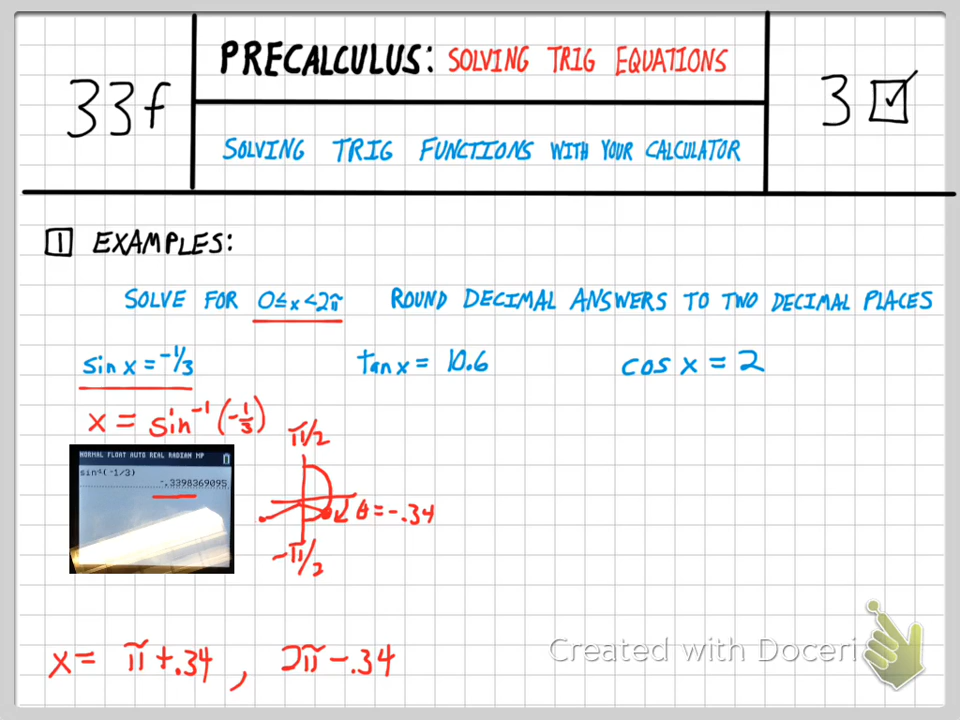 33f
PRECALCULUS: SOLVING TRIG EQUATIONS
SOLVING TRIG FUNCTIONS WITH YOUR CALCULATOR
3
1 EXAMPLES:
SOLVE FOR 0≤x<2π ROUND DECIMAL ANSWERS TO TWO DECIMAL PLACES
sin x = -1/3 tan x = 10.6 cos x = 2
x = sin⁻¹(-1/3)
π/2
NORMAL FLOAT AUTO REAL RADIAN MP
sin⁻¹(-1/3)
-.3398369095
θ = -.34
-π/2
Created with Doceri
x = π+.34, 2π-.34